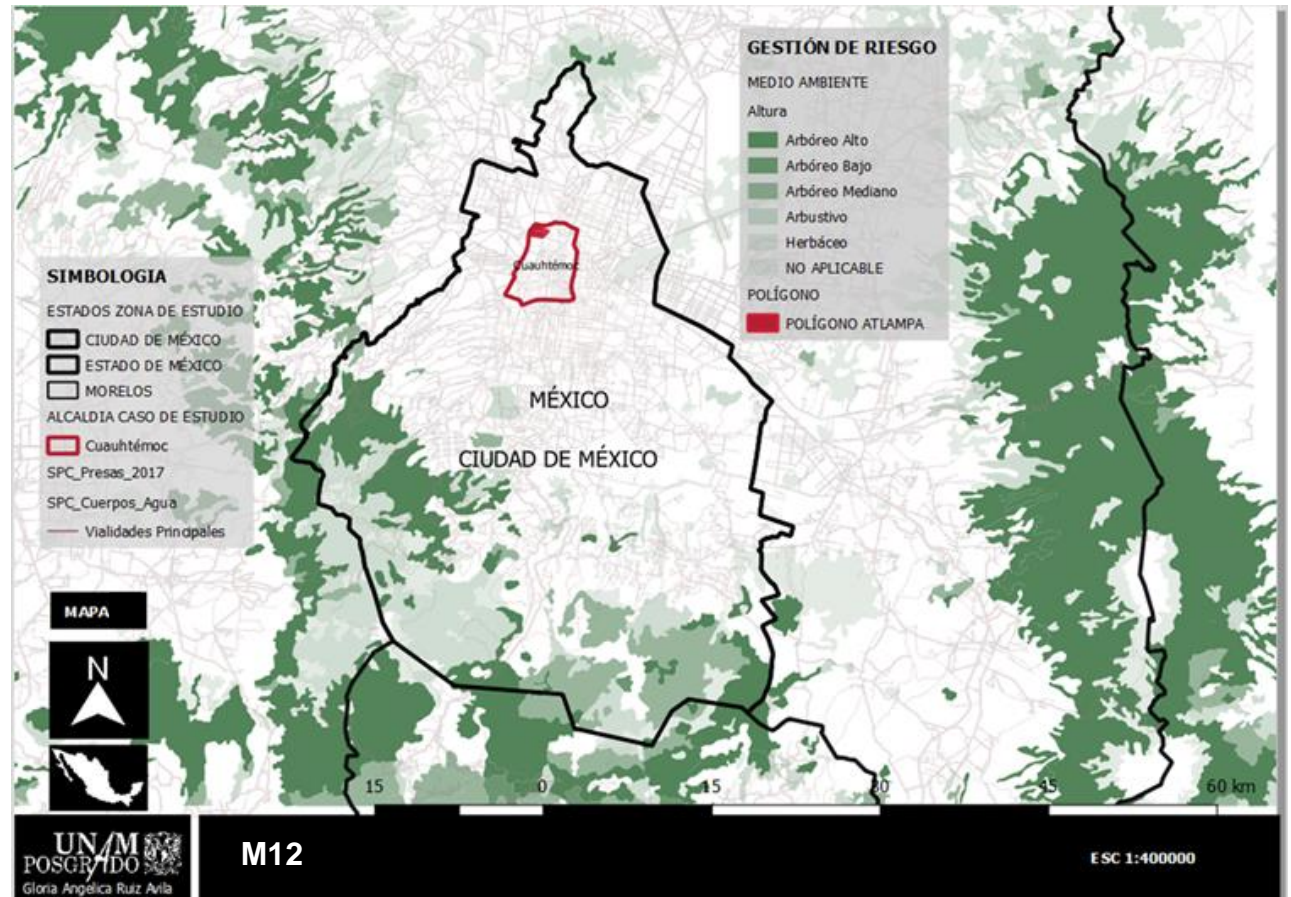 GESTIÓN DE RIESGO
MEDIO AMBIENTE
Altura
Arbóreo Alto
Arbóreo Bajo
Arbóreo Mediano
Arbustivo
Herbáceo
NO APLICABLE
POLÍGONO
POLÍGONO ATLAMPA
SIMBOLOGIA
ESTADOS ZONA DE ESTUDIO
CIUDAD DE MÉXICO
ESTADO DE MÉXICO
MORELOS
ALCALDIA CASO DE ESTUDIO
Cuauhtémoc
SPC_Presas_2017
SPC_Cuerpos_Agua
Vialidades Principales
Cuauhtémoc
MÉXICO
CIUDAD DE MÉXICO
MAPA
N
15 0 15 30 45 60 km
UNAM
POSGRADO
Gloria Angelica Ruiz Avila
M12
ESC 1:400000